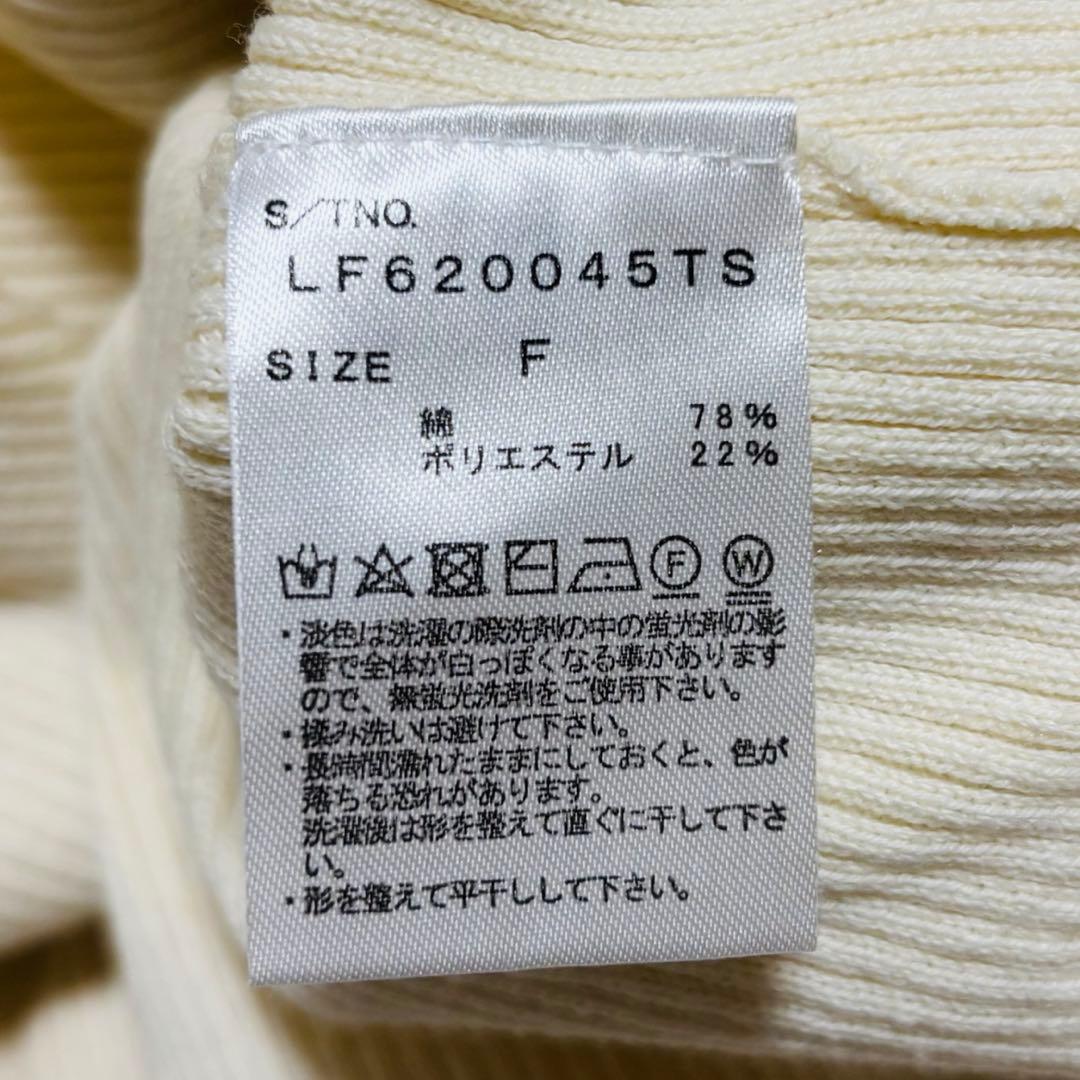 S/TNO.
LF620045TS
SIZE F
綿 78%
ポリエステル 22%
F W
・淡色は洗濯の際洗剤の中の蛍光剤の影
響で全体が白っぽくなる事があります
ので、無蛍光洗剤をご使用下さい。
・揉み洗いは避けて下さい。
・長時間濡れたままにしておくと、色が
落ちる恐れがあります。
洗濯後は形を整えて直ぐに干して下さ
い。
・形を整えて平干しして下さい。